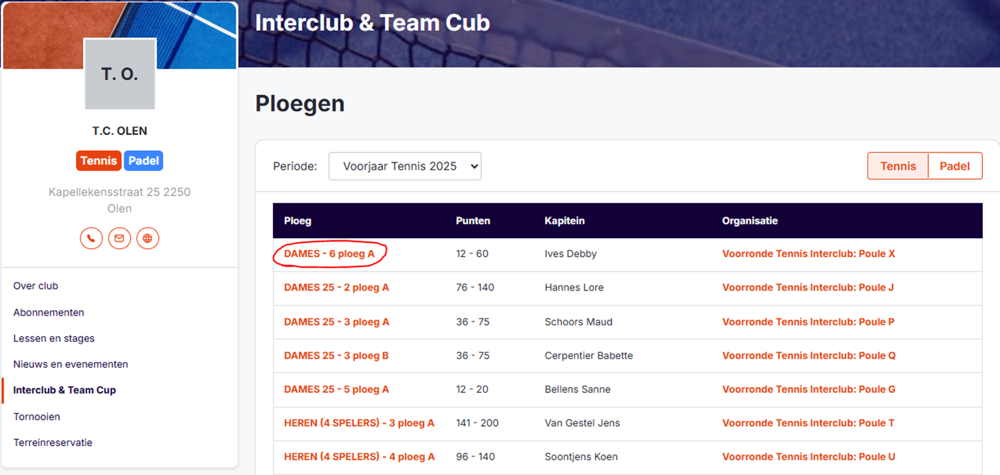 Interclub & Team Cub
T. O.
T.C. OLEN
Tennis Padel
Kapellekensstraat 25 2250
Olen
Over club
Abonnementen
Lessen en stages
Nieuws en evenementen
Interclub & Team Cup
Tornooien
Terreinreservatie
Ploegen
Periode: Voorjaar Tennis 2025 Tennis Padel
Ploeg Punten Kapitein Organisatie
DAMES - 6 ploeg A 12 - 60 Ives Debby Voorronde Tennis Interclub: Poule X
DAMES 25 - 2 ploeg A 76 - 140 Hannes Lore Voorronde Tennis Interclub: Poule J
DAMES 25 - 3 ploeg A 36 - 75 Schoors Maud Voorronde Tennis Interclub: Poule P
DAMES 25 - 3 ploeg B 36 - 75 Cerpentier Babette Voorronde Tennis Interclub: Poule Q
DAMES 25 - 5 ploeg A 12 - 20 Bellens Sanne Voorronde Tennis Interclub: Poule G
HEREN (4 SPELERS) - 3 ploeg A 141 - 200 Van Gestel Jens Voorronde Tennis Interclub: Poule T
HEREN (4 SPELERS) - 4 ploeg A 96 - 140 Soontjens Koen Voorronde Tennis Interclub: Poule U